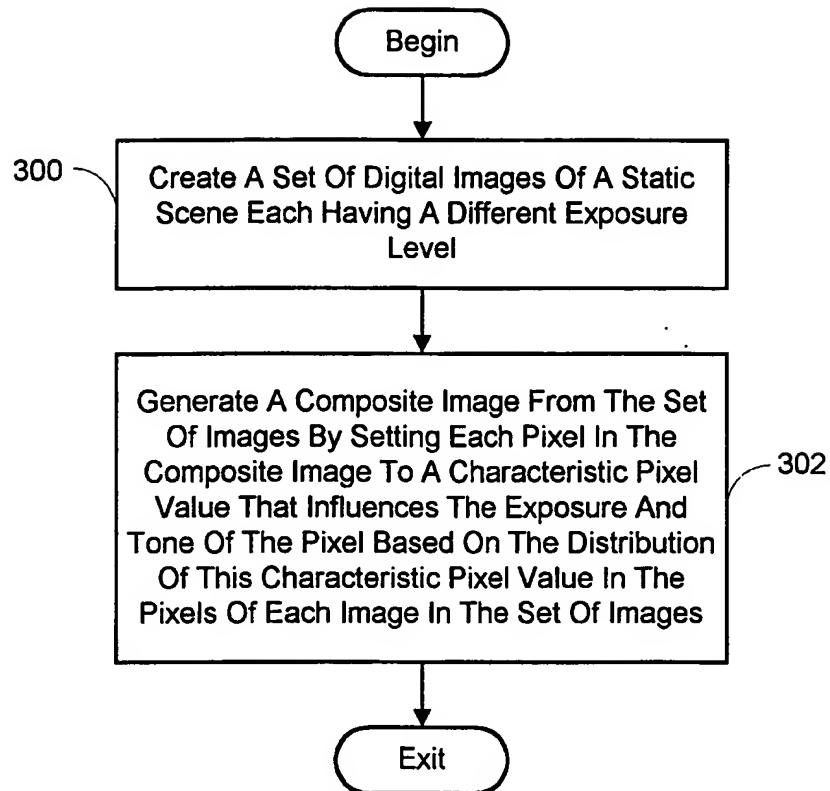 Begin
300
Create A Set Of Digital Images Of A Static
Scene Each Having A Different Exposure
Level
Generate A Composite Image From The Set
Of Images By Setting Each Pixel In The
Composite Image To A Characteristic Pixel
Value That Influences The Exposure And
Tone Of The Pixel Based On The Distribution
Of This Characteristic Pixel Value In The
Pixels Of Each Image In The Set Of Images
302
Exit